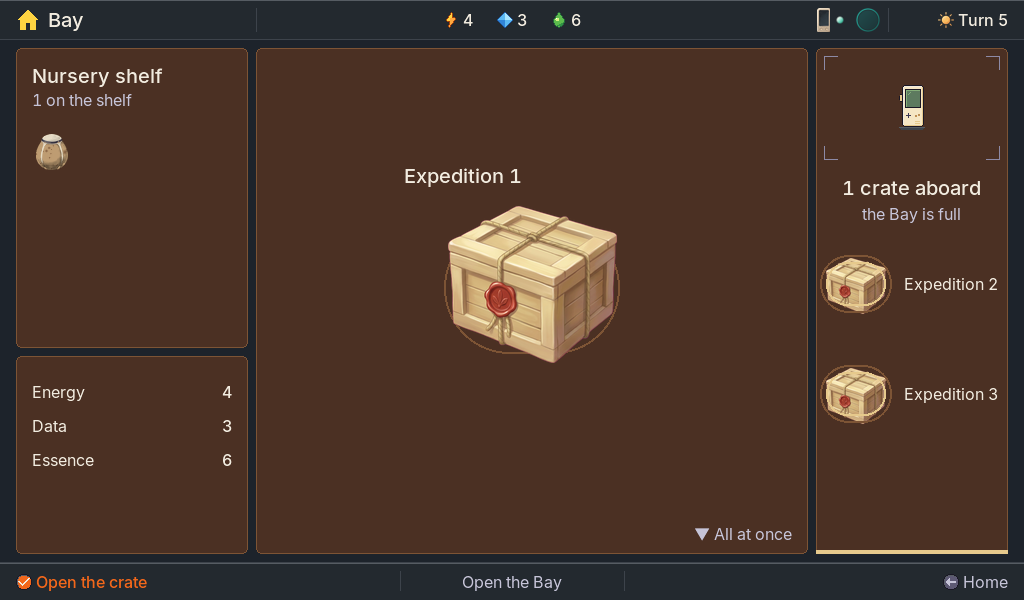 Bay
4
3
6
Turn 5
Nursery shelf
1 on the shelf
Energy 4
Data 3
Essence 6
Expedition 1
▼ All at once
1 crate aboard
the Bay is full
Expedition 2
Expedition 3
Open the crate
Open the Bay
Home